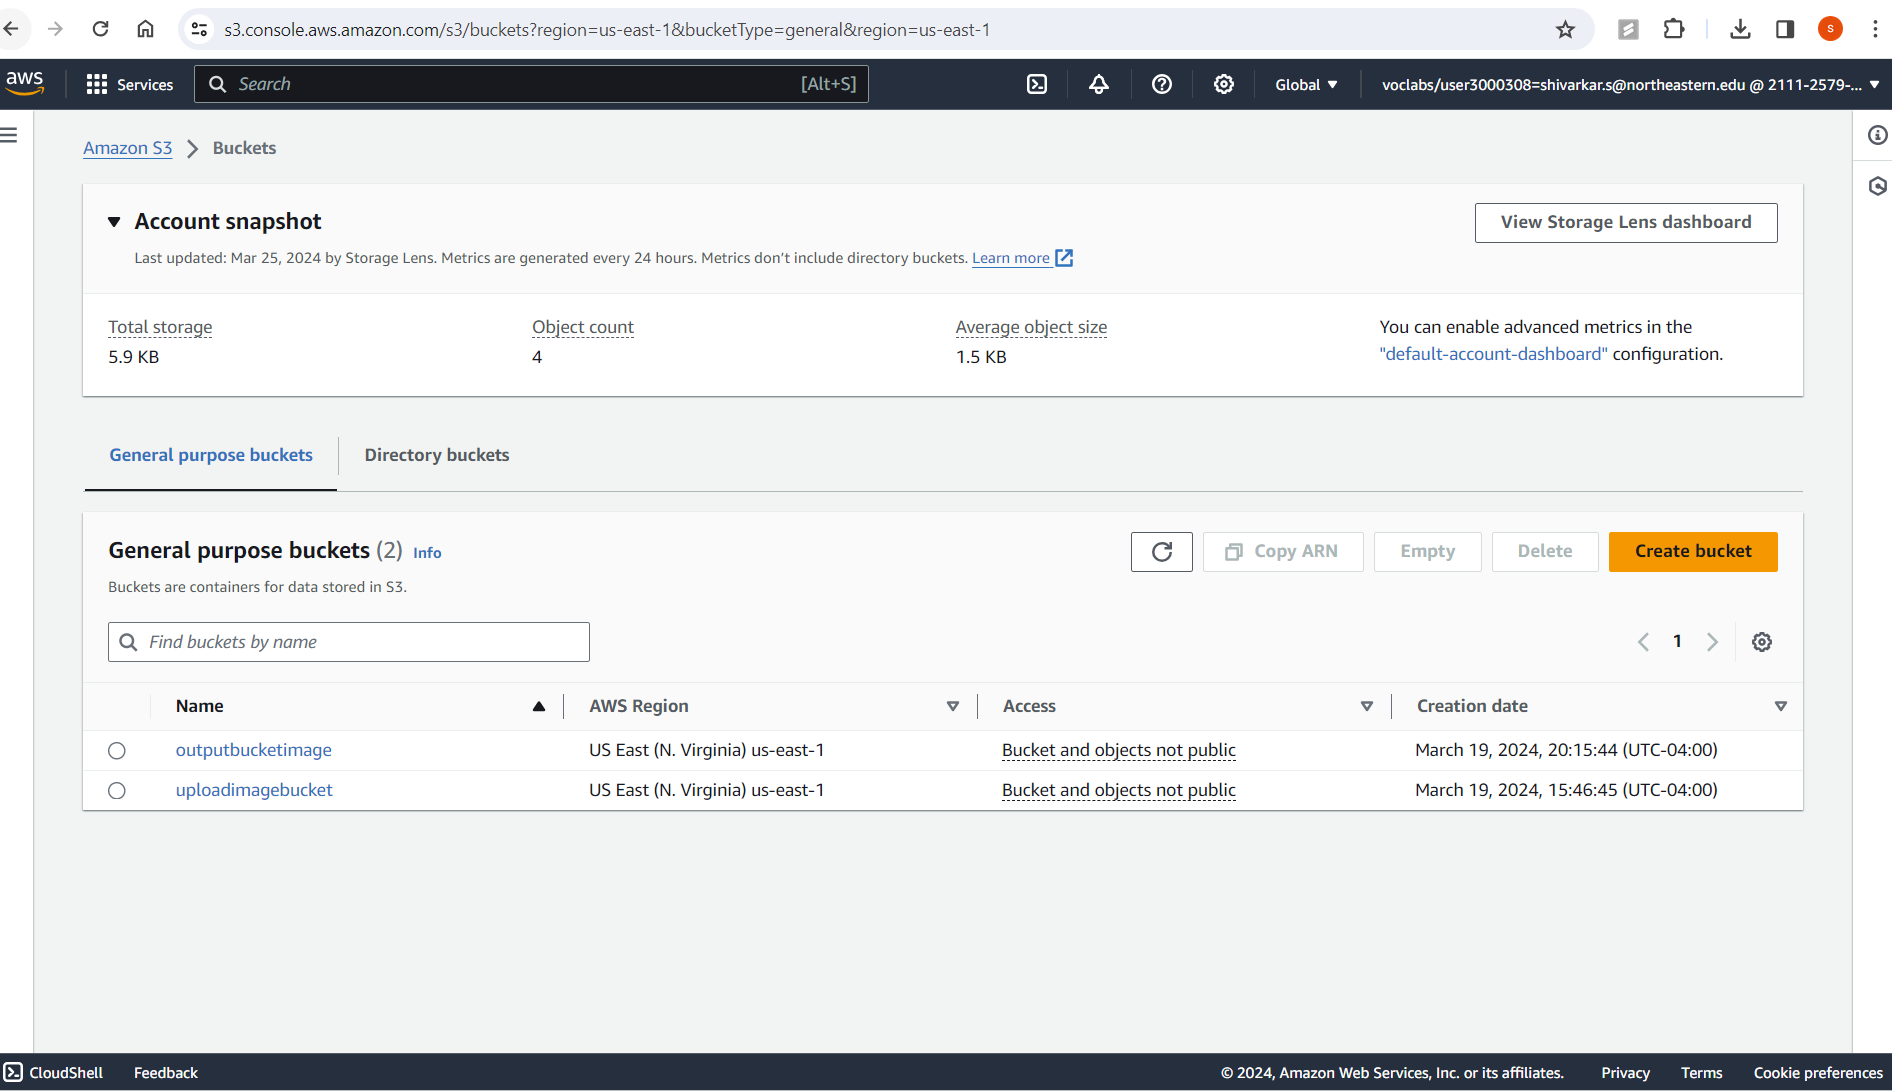 s3.console.aws.amazon.com/s3/buckets?region=us-east-1&bucketType=general&region=us-east-1
S
aws
Services
Search
[Alt+S]
Global
voclabs/user3000308=shivarkar.s@northeastern.edu @ 2111-2579-...
Amazon S3
Buckets
Account snapshot
View Storage Lens dashboard
Last updated: Mar 25, 2024 by Storage Lens. Metrics are generated every 24 hours. Metrics don’t include directory buckets. Learn more
Total storage
5.9 KB
Object count
4
Average object size
1.5 KB
You can enable advanced metrics in the
"default-account-dashboard" configuration.
General purpose buckets
Directory buckets
General purpose buckets (2) Info
Copy ARN
Empty
Delete
Create bucket
Buckets are containers for data stored in S3.
Find buckets by name
1
Name AWS Region Access Creation date
outputbucketimage US East (N. Virginia) us-east-1 Bucket and objects not public March 19, 2024, 20:15:44 (UTC-04:00)
uploadimagebucket US East (N. Virginia) us-east-1 Bucket and objects not public March 19, 2024, 15:46:45 (UTC-04:00)
CloudShell Feedback © 2024, Amazon Web Services, Inc. or its affiliates. Privacy Terms Cookie preferences